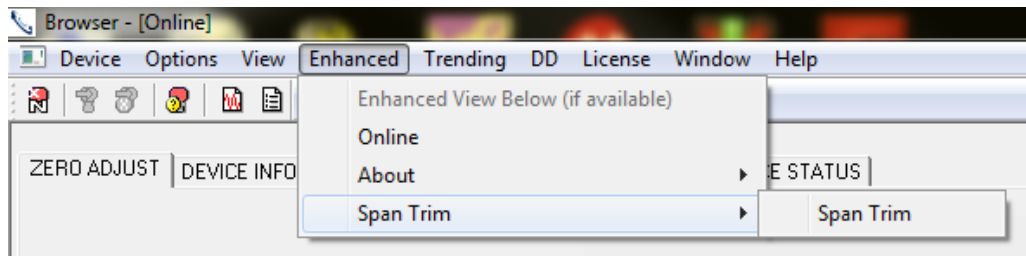 Browser - [Online]
Device Options View Enhanced Trending DD License Window Help
Enhanced View Below (if available)
Online
ZERO ADJUST DEVICE INFO About E STATUS
Span Trim Span Trim